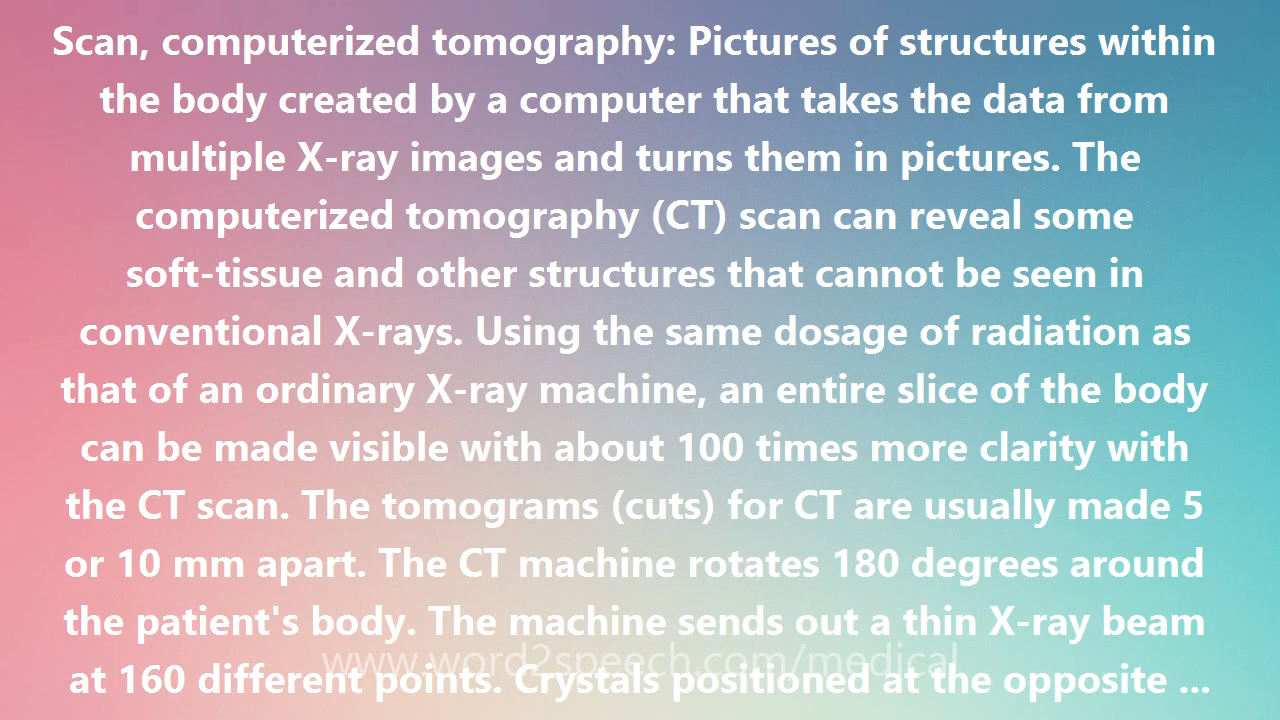 Scan, computerized tomography: Pictures of structures within
the body created by a computer that takes the data from
multiple X-ray images and turns them in pictures. The
computerized tomography (CT) scan can reveal some
soft-tissue and other structures that cannot be seen in
conventional X-rays. Using the same dosage of radiation as
that of an ordinary X-ray machine, an entire slice of the body
can be made visible with about 100 times more clarity with
the CT scan. The tomograms (cuts) for CT are usually made 5
or 10 mm apart. The CT machine rotates 180 degrees around
the patient's body. The machine sends out a thin X-ray beam
www.word2speech.com/medical
at 160 different points. Crystals positioned at the opposite ...